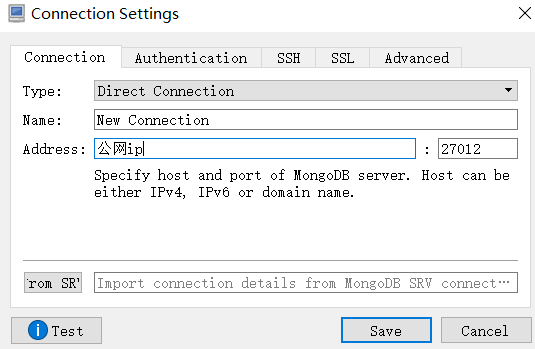 Connection Settings
Connection Authentication SSH SSL Advanced
Type: Direct Connection
Name: New Connection
Address: 公网ip : 27012
Specify host and port of MongoDB server. Host can be
either IPv4, IPv6 or domain name.
rom SR Import connection details from MongoDB SRV connect…
Test Save Cancel